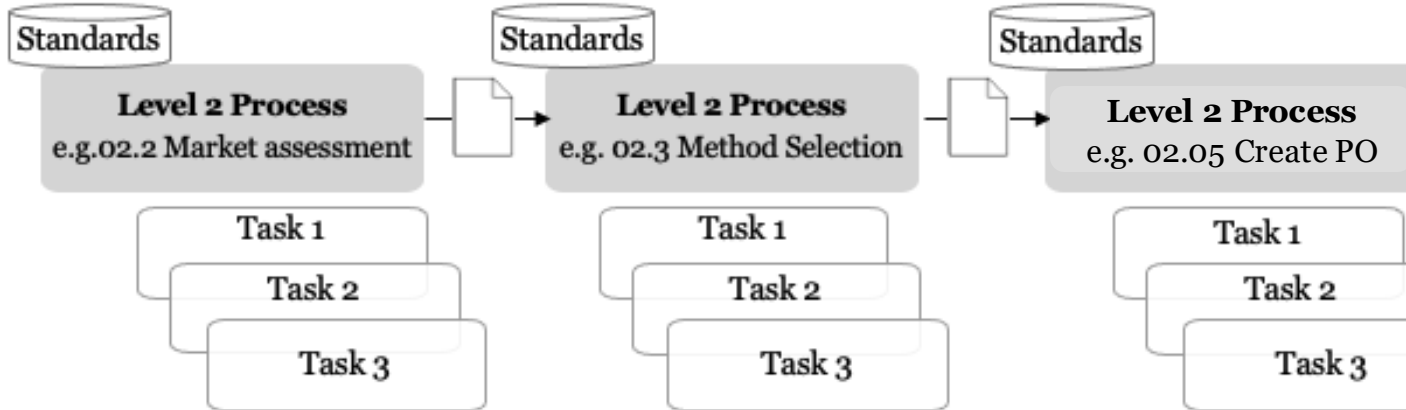 Standards
Level 2 Process
e.g.02.2 Market assessment
Task 1
Task 2
Task 3
Standards
Level 2 Process
e.g. 02.3 Method Selection
Task 1
Task 2
Task 3
Standards
Level 2 Process
e.g. 02.05 Create PO
Task 1
Task 2
Task 3